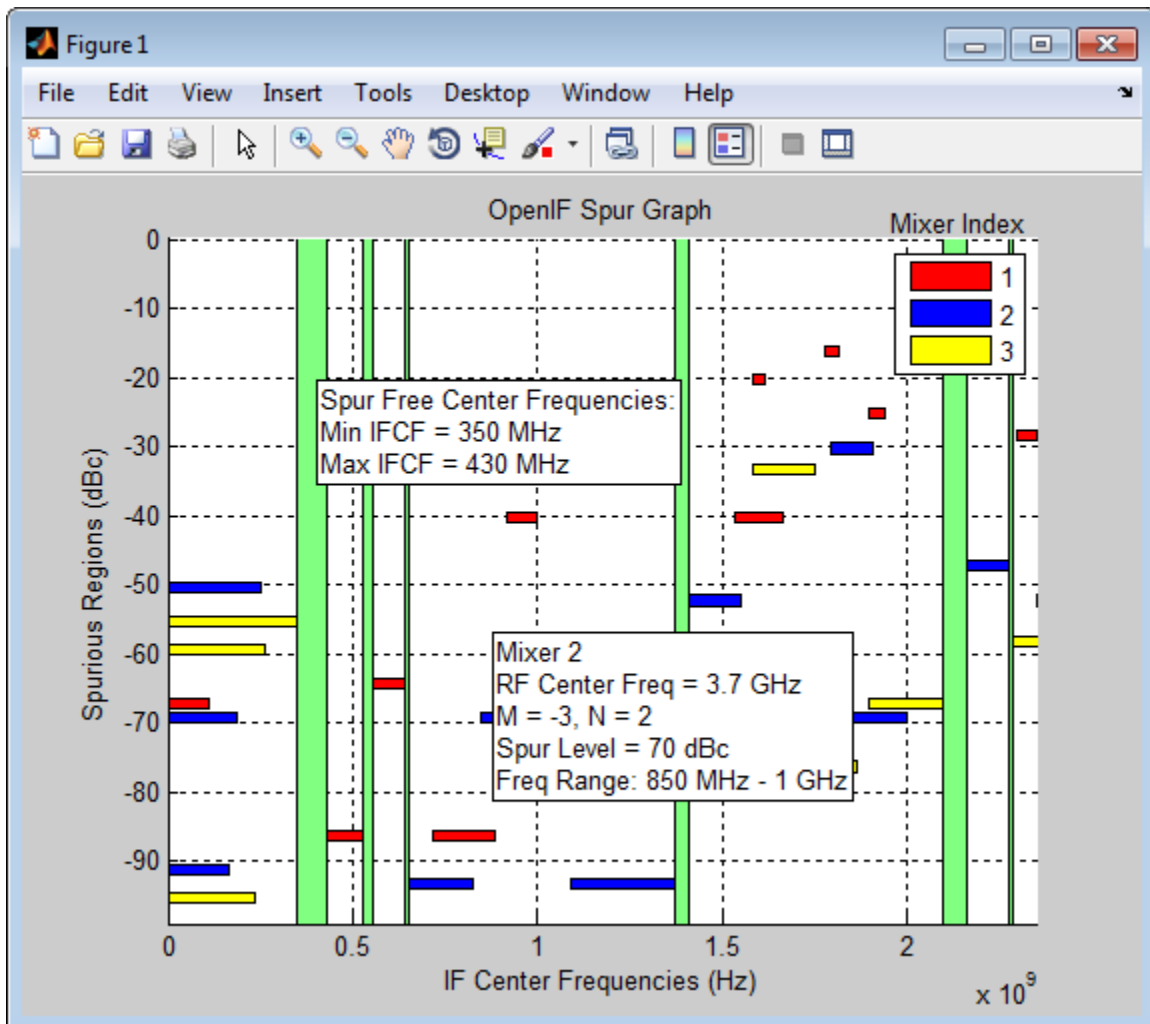 Figure 1
File Edit View Insert Tools Desktop Window Help
OpenIF Spur Graph
Mixer Index
1
2
3
0
-10
-20
-30
-40
-50
-60
-70
-80
-90
Spurious Regions (dBc)
Spur Free Center Frequencies:
Min IFCF = 350 MHz
Max IFCF = 430 MHz
Mixer 2
RF Center Freq = 3.7 GHz
M = -3, N = 2
Spur Level = 70 dBc
Freq Range: 850 MHz - 1 GHz
0 0.5 1 1.5 2
IF Center Frequencies (Hz)
x 10^9